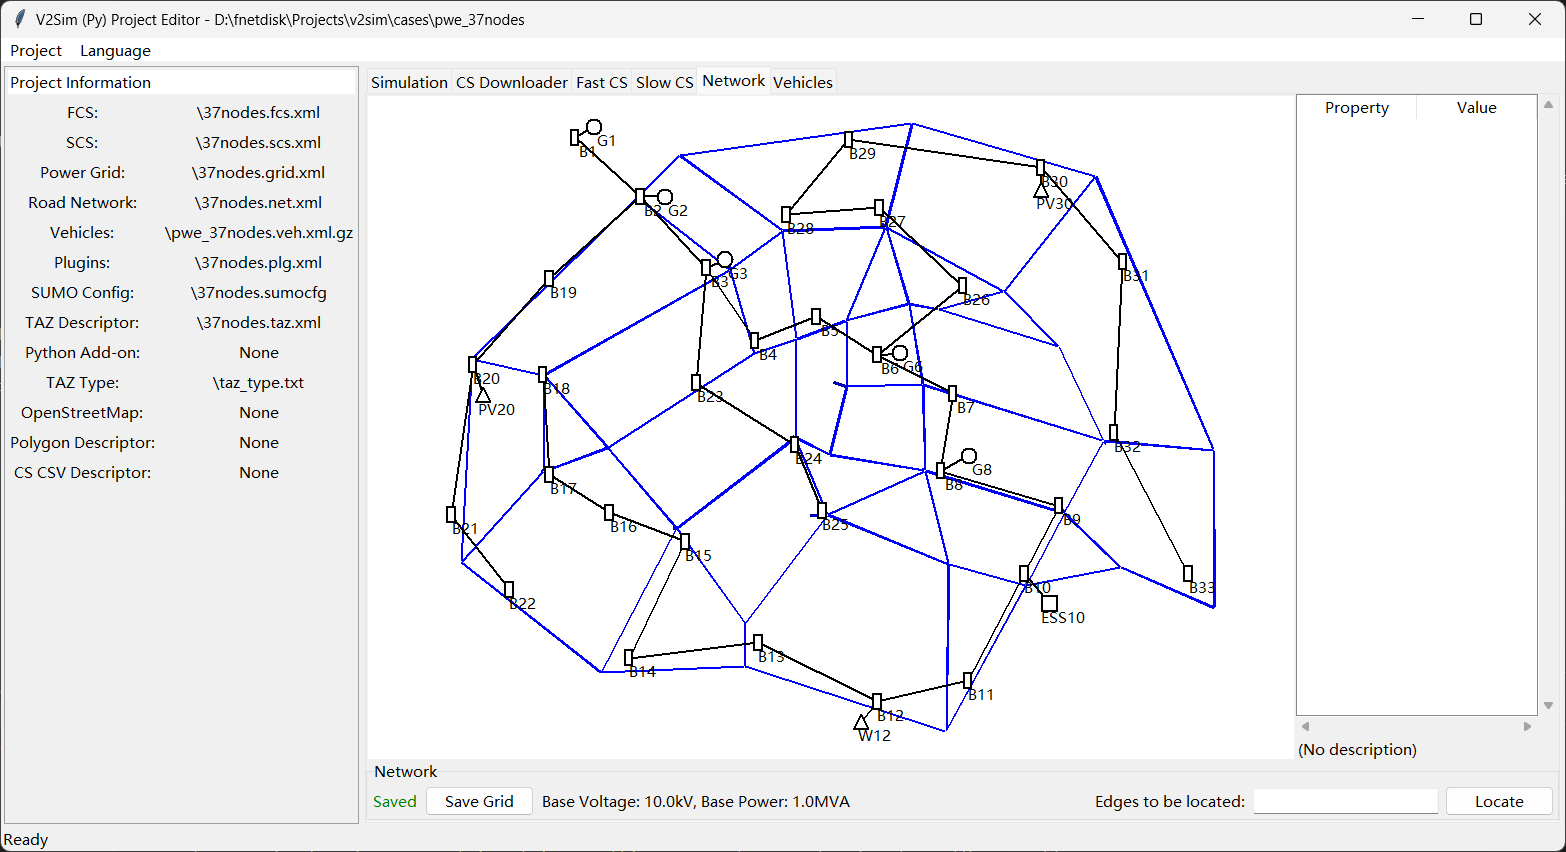 V2Sim (Py) Project Editor - D:\fnetdisk\Projects\v2sim\cases\pwe_37nodes
Project Language
Project Information
FCS: \37nodes.fcs.xml
SCS: \37nodes.scs.xml
Power Grid: \37nodes.grid.xml
Road Network: \37nodes.net.xml
Vehicles: \pwe_37nodes.veh.xml.gz
Plugins: \37nodes.plg.xml
SUMO Config: \37nodes.sumocfg
TAZ Descriptor: \37nodes.taz.xml
Python Add-on: None
TAZ Type: \taz_type.txt
OpenStreetMap: None
Polygon Descriptor: None
CS CSV Descriptor: None
Simulation CS Downloader Fast CS Slow CS Network Vehicles
G1
B1
B29
B30
PV30
B2 G2
B27
B28
B3 G3
B31
B19
B26
B5
B4
B6 G6
B20
PV20
B18
B23
B7
B32
B24
G8
B8
B17
B9
B21
B16
B25
B15
B10
B33
B22
ESS10
B13
B14
B11
B12
W12
Property Value
(No description)
Network
Saved Save Grid Base Voltage: 10.0kV, Base Power: 1.0MVA Edges to be located: Locate
Ready